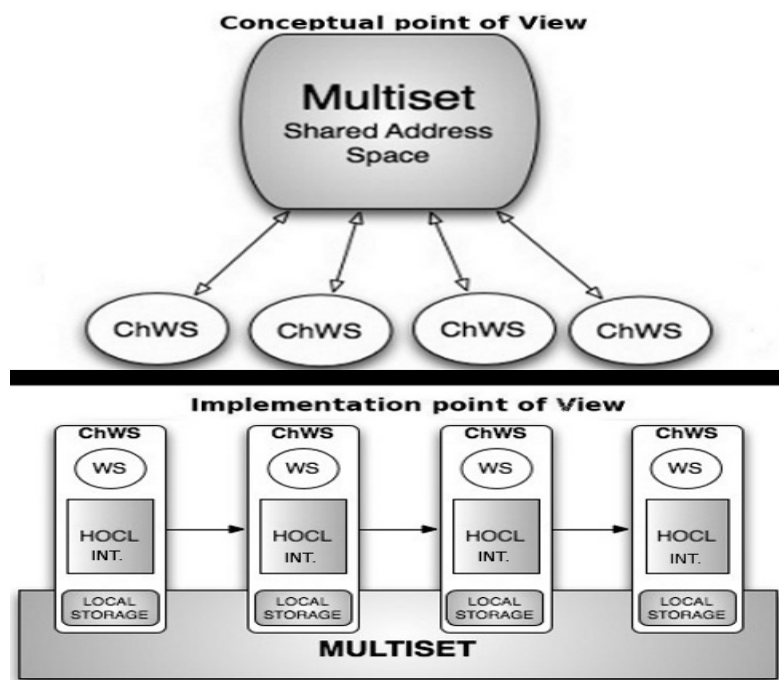 Conceptual point of View
Multiset
Shared Address
Space
ChWS
ChWS
ChWS
ChWS
Implementation point of View
ChWS
ChWS
ChWS
ChWS
WS
WS
WS
WS
HOCL
INT.
HOCL
INT.
HOCL
INT.
HOCL
INT.
LOCAL
STORAGE
LOCAL
STORAGE
LOCAL
STORAGE
LOCAL
STORAGE
MULTISET